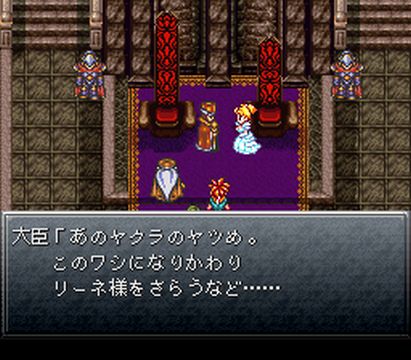 大臣「あのヤクラのヤツめ。
このワシになりかわり
リーネ様をさらうなど……